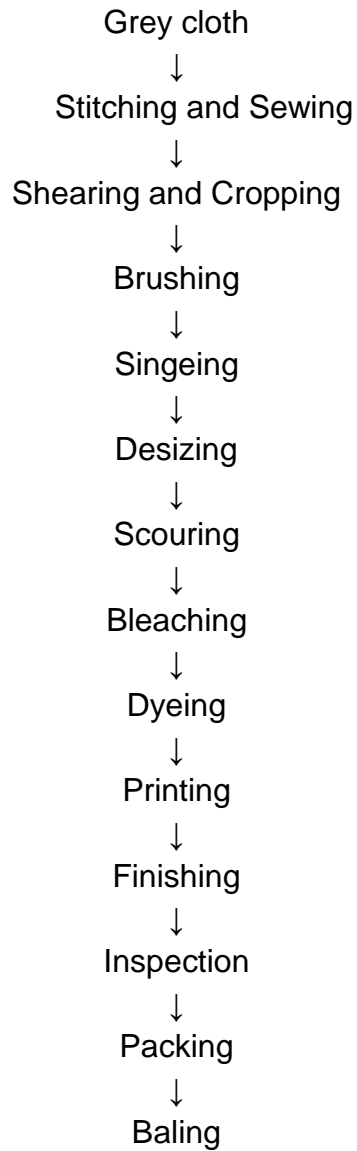 Grey cloth
↓
Stitching and Sewing
↓
Shearing and Cropping
↓
Brushing
↓
Singeing
↓
Desizing
↓
Scouring
↓
Bleaching
↓
Dyeing
↓
Printing
↓
Finishing
↓
Inspection
↓
Packing
↓
Baling